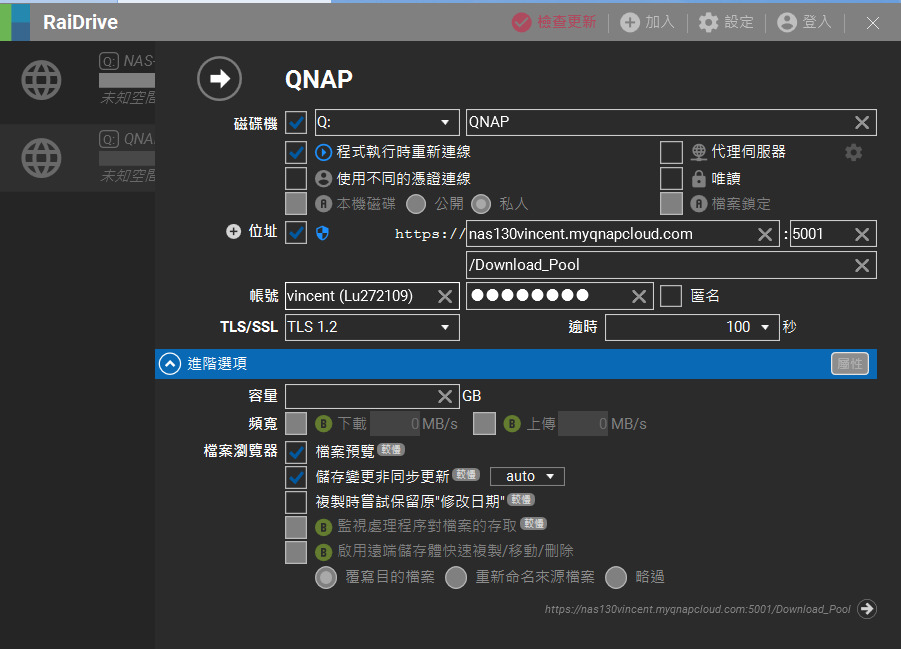 RaiDrive 檢查更新 加入 設定 登入
Q: NAS-
未知空間
Q: QNA
未知空間
QNAP
磁碟機 Q: QNAP
程式執行時重新連線 代理伺服器
使用不同的憑證連線 唯讀
R 本機磁碟 公開 私人 R 檔案鎖定
位址 https:// nas130vincent.myqnapcloud.com : 5001
/Download_Pool
帳號 vincent (Lu272109) ●●●●●●●● 匿名
TLS/SSL TLS 1.2 逾時 100 秒
進階選項 屬性
容量 GB
頻寬 B 下載 0 MB/s B 上傳 0 MB/s
檔案瀏覽器 檔案預覽 較慢
儲存變更非同步更新 較慢 auto
複製時嘗試保留原"修改日期" 較慢
B 監視處理程序對檔案的存取 較慢
B 啟用遠端儲存體快速複製/移動/刪除
覆寫目的檔案 重新命名來源檔案 略過
https://nas130vincent.myqnapcloud.com:5001/Download_Pool